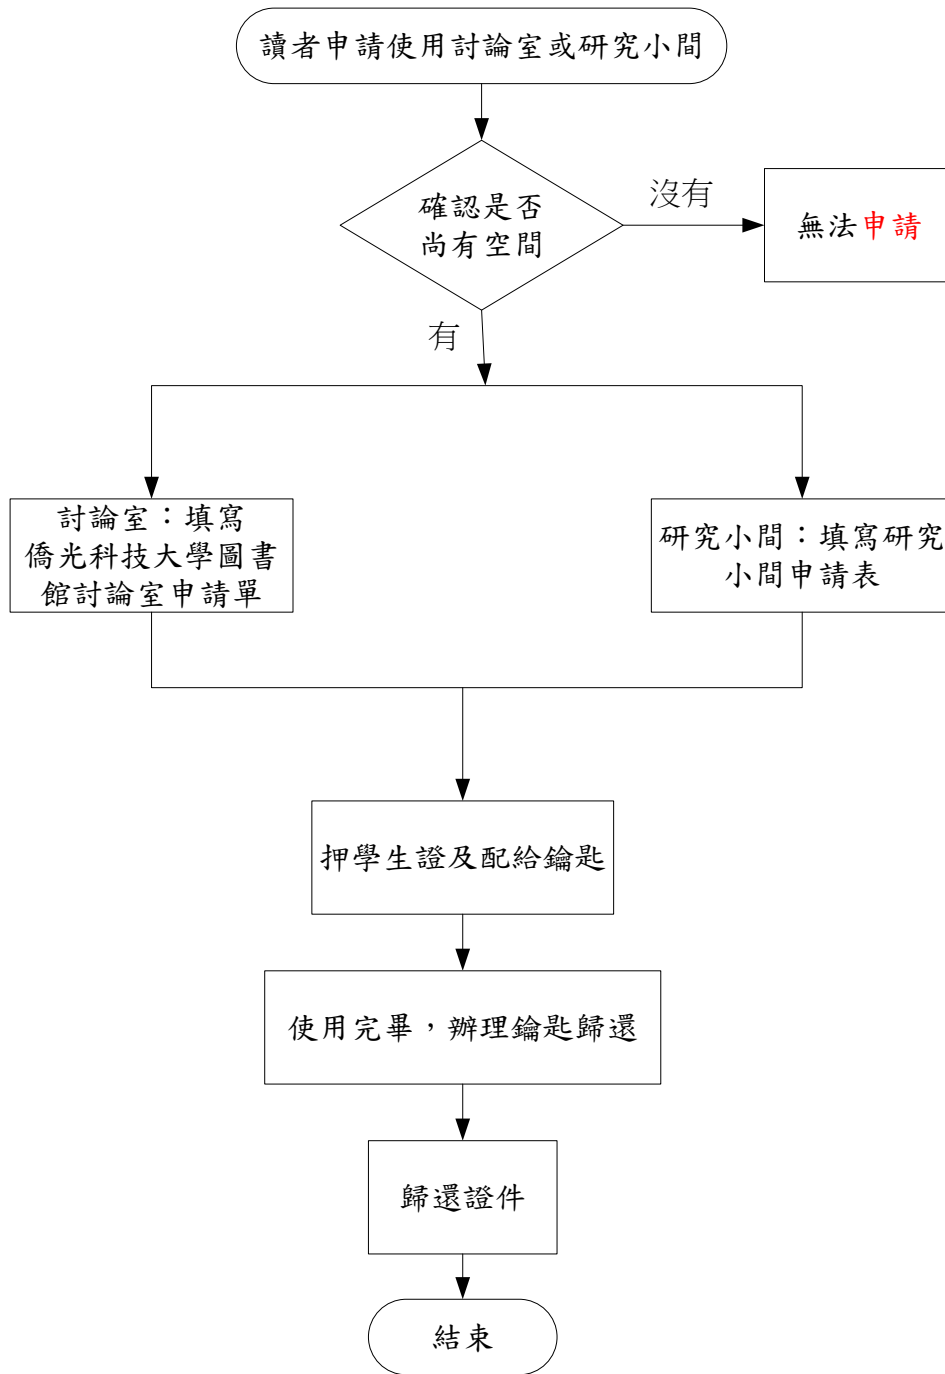 讀者申請使用討論室或研究小間
確認是否
尚有空間
沒有
無法申請
有
討論室：填寫
僑光科技大學圖書
館討論室申請單
研究小間：填寫研究
小間申請表
押學生證及配給鑰匙
使用完畢，辦理鑰匙歸還
歸還證件
結束